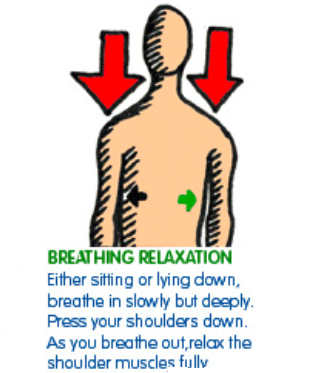 BREATHING RELAXATION
Either sitting or lying down,
breathe in slowly but deeply.
Press your shoulders down.
As you breathe out,relax the
shoulder muscles fully